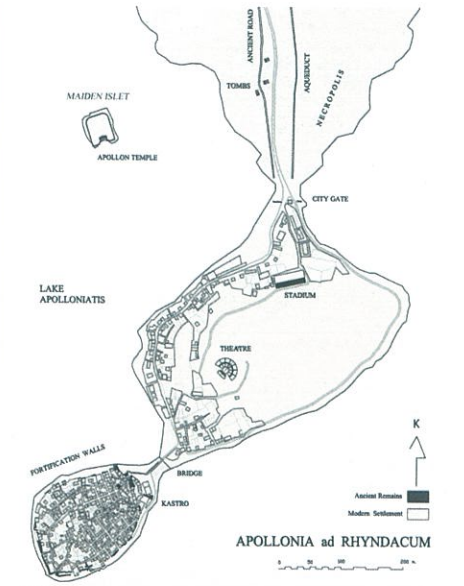 ANCIENT ROAD
AQUEDUCT
TOMBS
NECROPOLIS
MAIDEN ISLET
APOLLON TEMPLE
CITY GATE
LAKE
APOLLONIATIS
STADIUM
THEATRE
K
FORTIFICATION WALLS
BRIDGE
KASTRO
Ancient Remains
Modern Settlement
APOLLONIA ad RHYNDACUM
0 50 100 200 m.